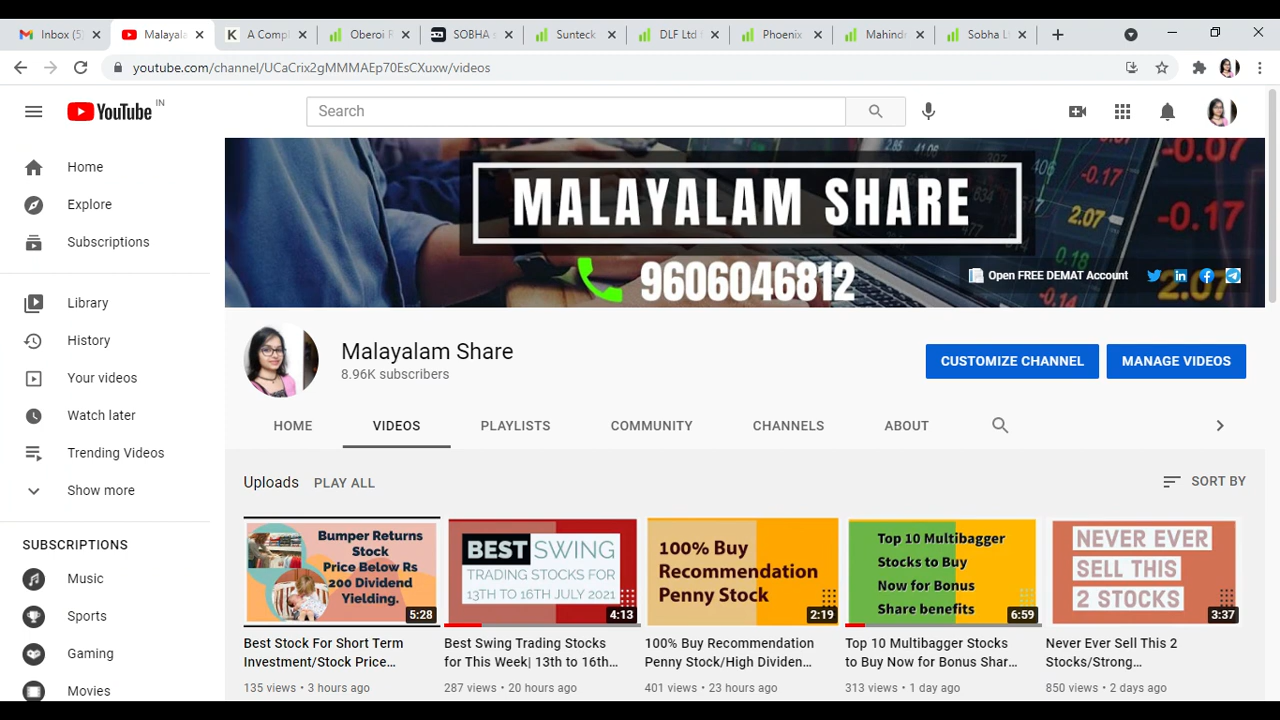 Inbox (5
Malayala
A Compl
Oberoi R
SOBHA s
Sunteck
DLF Ltd
Phoenix
Mahind
Sobha L
youtube.com/channel/UCaCrix2gMMMAEp70EsCXuxw/videos
YouTube IN
Search
MALAYALAM SHARE
9606046812
Open FREE DEMAT Account
Home
Explore
Subscriptions
Library
History
Your videos
Watch later
Trending Videos
Show more
SUBSCRIPTIONS
Music
Sports
Gaming
Movies
Malayalam Share
8.96K subscribers
CUSTOMIZE CHANNEL
MANAGE VIDEOS
HOME VIDEOS PLAYLISTS COMMUNITY CHANNELS ABOUT
Uploads PLAY ALL
SORT BY
Bumper Returns
Stock
Price Below Rs
200 Dividend
Yielding.
5:28
Best Stock For Short Term
Investment/Stock Price...
135 views • 3 hours ago
BEST SWING
TRADING STOCKS FOR
13TH TO 16TH JULY 2021
4:13
Best Swing Trading Stocks
for This Week| 13th to 16th...
287 views • 20 hours ago
100% Buy
Recommendation
Penny Stock
2:19
100% Buy Recommendation
Penny Stock/High Dividen...
401 views • 23 hours ago
Top 10 Multibagger
Stocks to Buy
Now for Bonus
Share benefits
6:59
Top 10 Multibagger Stocks
to Buy Now for Bonus Shar...
313 views • 1 day ago
NEVER EVER
SELL THIS
2 STOCKS
3:37
Never Ever Sell This 2
Stocks/Strong...
850 views • 2 days ago